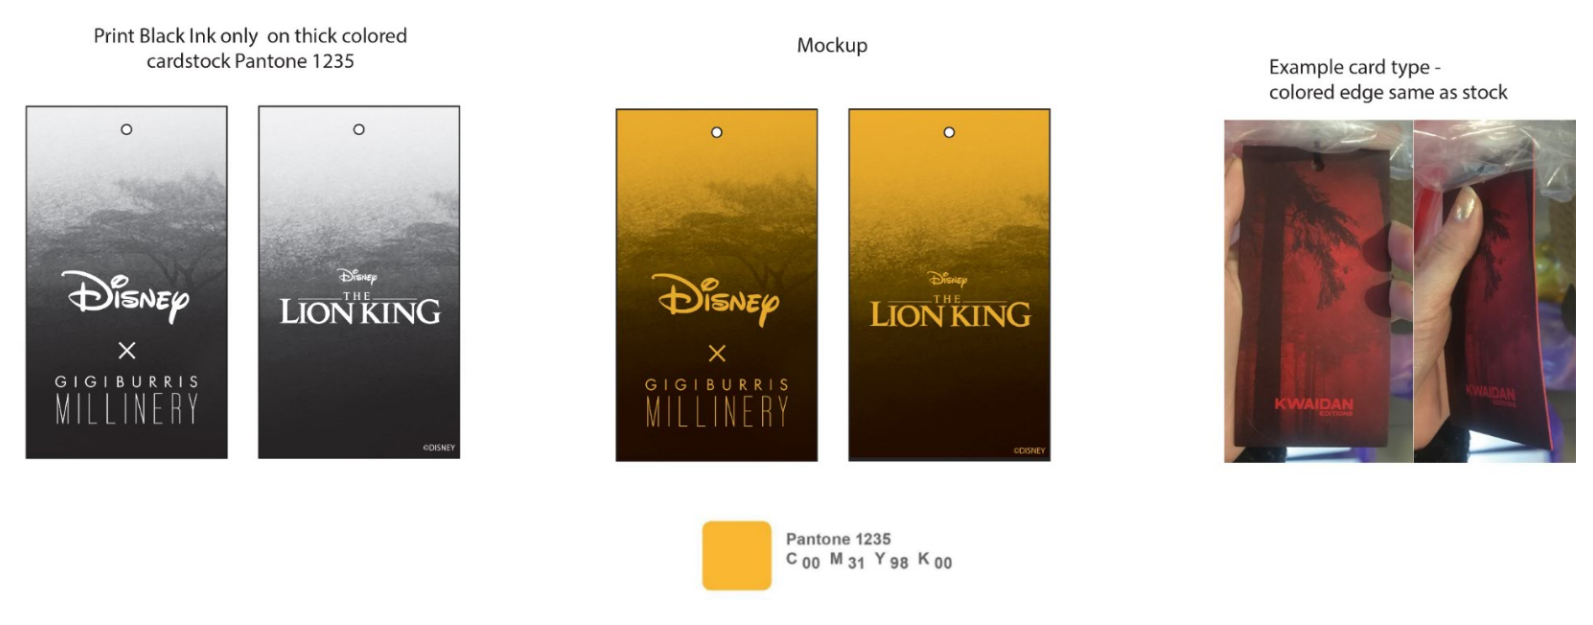 Print Black Ink only on thick colored
cardstock Pantone 1235
Disney
X
GIGIBURRIS
MILLINERY
Disney
THE
LION KING
©DISNEY
Mockup
Disney
X
GIGIBURRIS
MILLINERY
Disney
THE
LION KING
©DISNEY
Example card type -
colored edge same as stock
KWAIDAN
EDITIONS
KWAIDAN
EDITIONS
Pantone 1235
C 00 M 31 Y 98 K 00